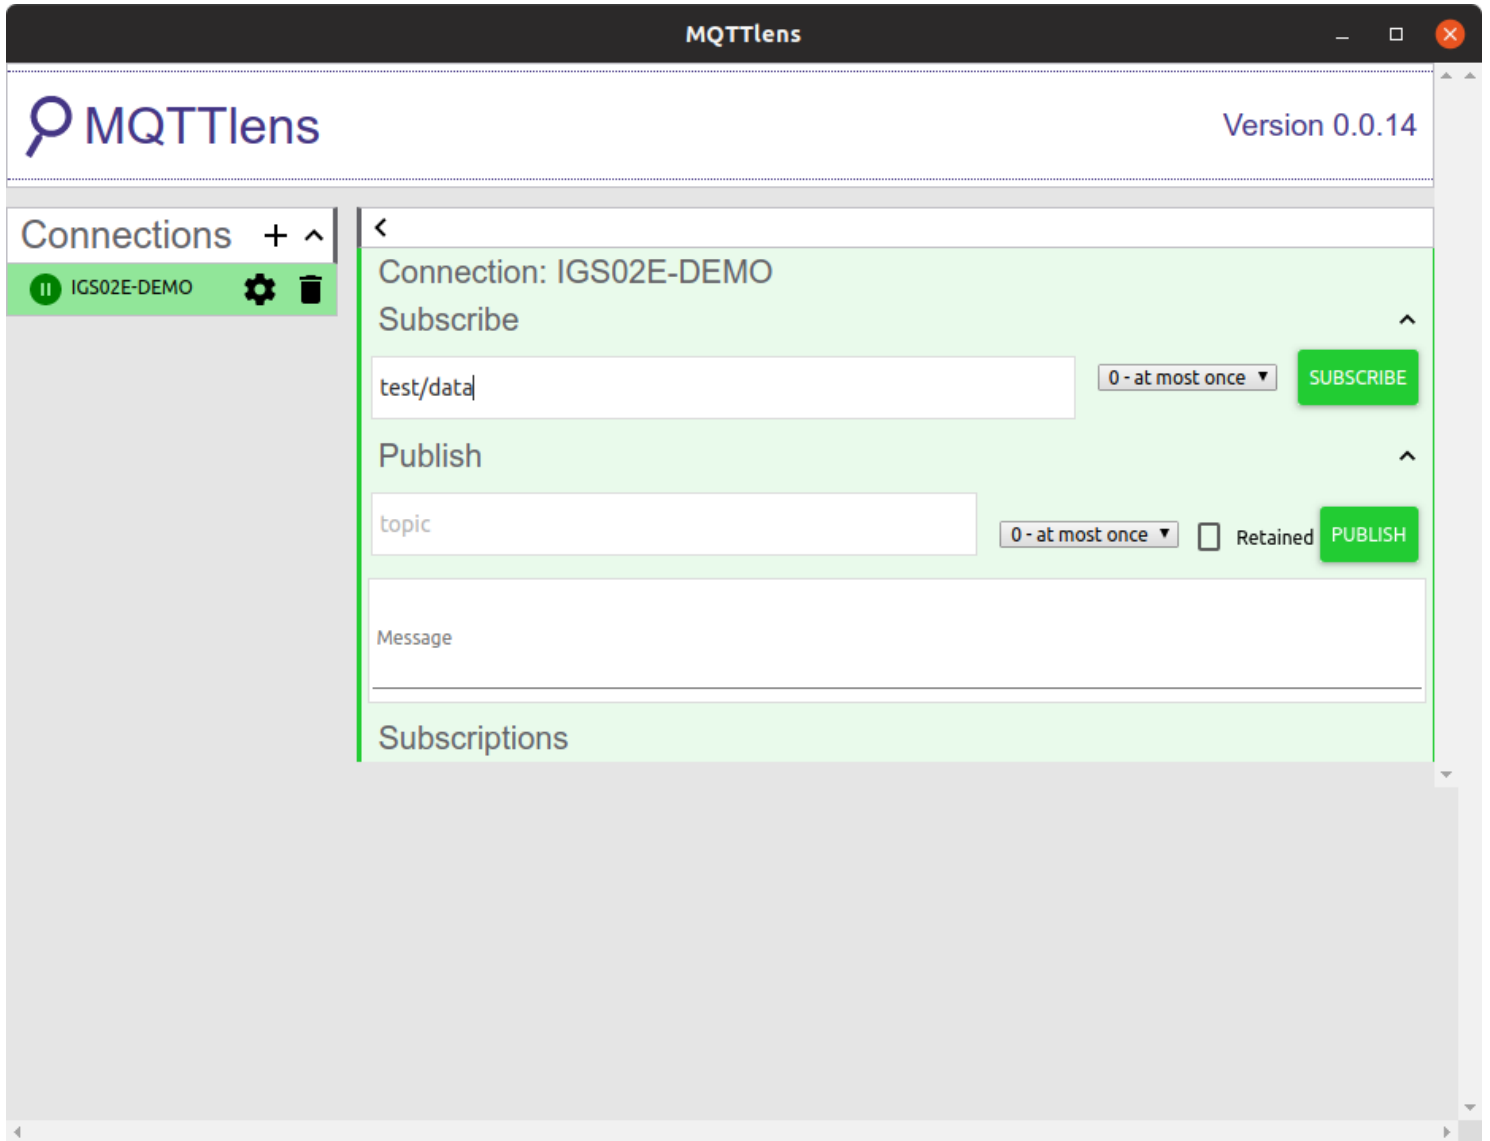 MQTTlens
MQTTlens
Version 0.0.14
Connections
IGS02E-DEMO
Connection: IGS02E-DEMO
Subscribe
test/data
0 - at most once
SUBSCRIBE
Publish
topic
0 - at most once
Retained
PUBLISH
Message
Subscriptions